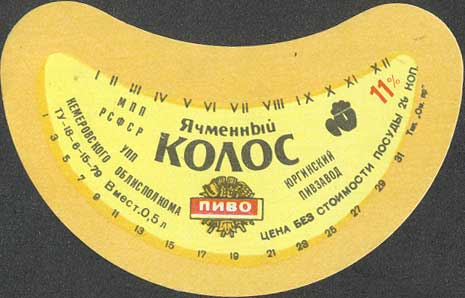 I II III IV V VI VII VIII IX X XI XII
МПП
РСФСР УПП
КЕМЕРОВСКОГО ОБЛИСПОЛКОМА
ТУ-18-6-15-79 Вмест. 0,5 л
Ячменный
КОЛОС
ПИВО
11%
ЮРГИНСКИЙ
ПИВЗАВОД
ЦЕНА БЕЗ СТОИМОСТИ ПОСУДЫ 26 КОП.
1 3 5 7 9 11 13 15 17 19 21 23 25 27 29 31